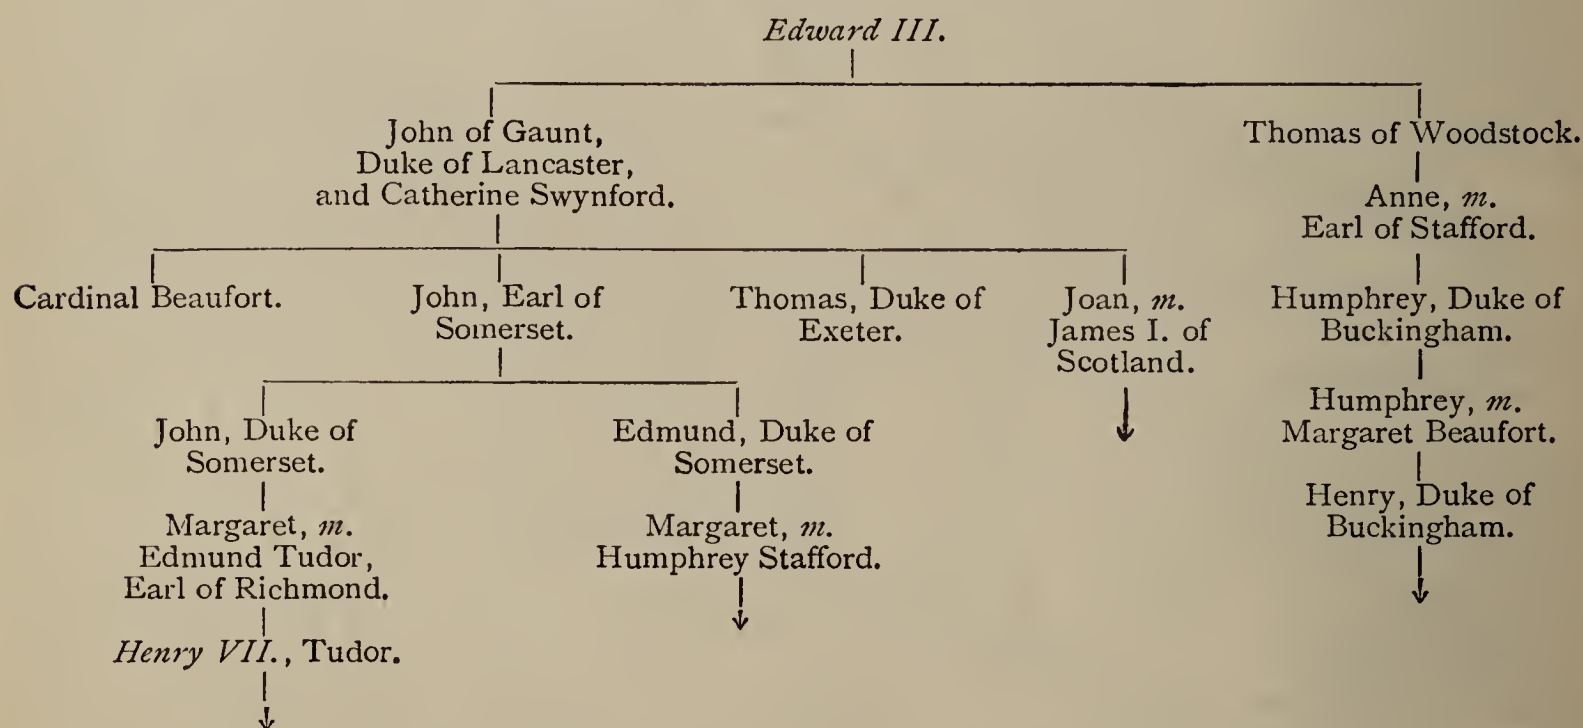 Edward III.
John of Gaunt,
Duke of Lancaster,
and Catherine Swynford.
Thomas of Woodstock.
Anne, m.
Earl of Stafford.
Cardinal Beaufort.
John, Earl of
Somerset.
Thomas, Duke of
Exeter.
Joan, m.
James I. of
Scotland.
Humphrey, Duke of
Buckingham.
John, Duke of
Somerset.
Edmund, Duke of
Somerset.
Humphrey, m.
Margaret Beaufort.
Margaret, m.
Edmund Tudor,
Earl of Richmond.
Margaret, m.
Humphrey Stafford.
Henry, Duke of
Buckingham.
Henry VII., Tudor.